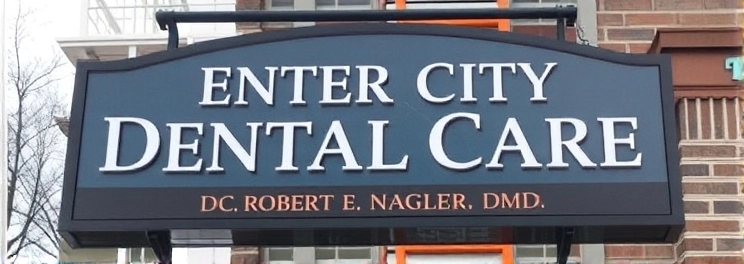 ENTER CITY
DENTAL CARE
DC. ROBERT E. NAGLER, DMD.